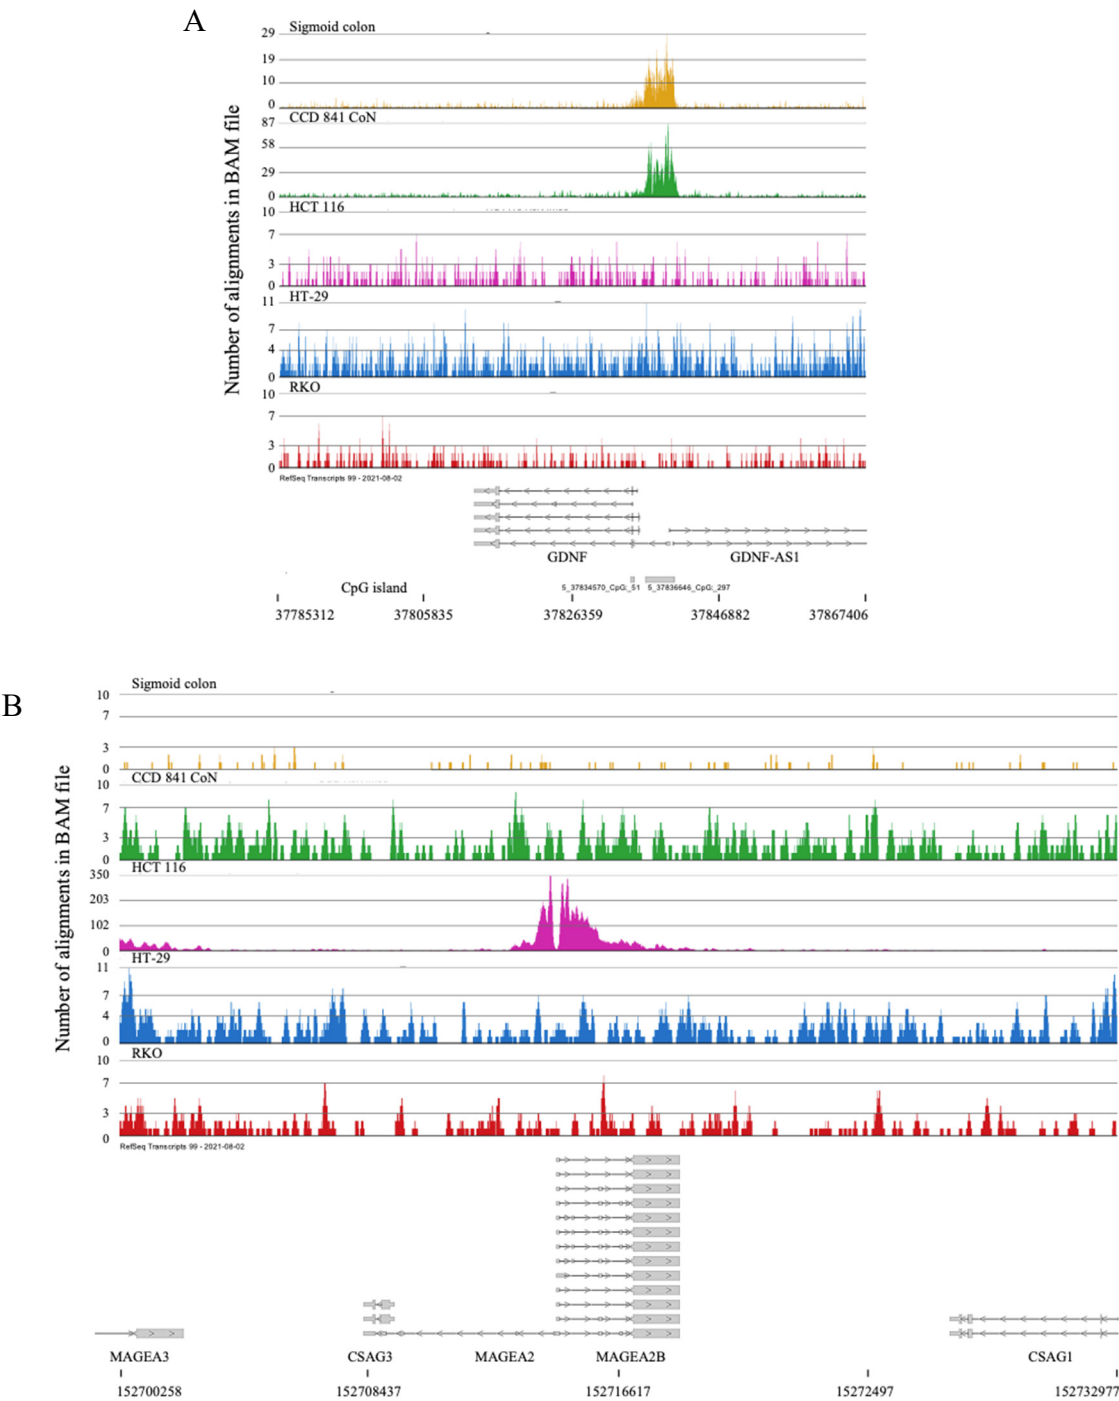 A
Number of alignments in BAM file
Sigmoid colon
29
19
10
0
CCD 841 CoN
87
58
29
0
HCT 116
10
7
3
0
HT-29
11
7
4
0
RKO
10
7
3
0
RefSeq Transcripts 99 - 2021-08-02
GDNF GDNF-AS1
CpG island 5_37834570_CpG:_51 5_37836646_CpG:_297
37785312 37805835 37826359 37846882 37867406
B
Number of alignments in BAM file
Sigmoid colon
10
7
3
0
CCD 841 CoN
10
7
3
0
HCT 116
350
203
102
0
HT-29
11
7
4
0
RKO
10
7
3
0
RefSeq Transcripts 99 - 2021-08-02
MAGEA3 CSAG3 MAGEA2 MAGEA2B CSAG1
152700258 152708437 152716617 15272497 152732977